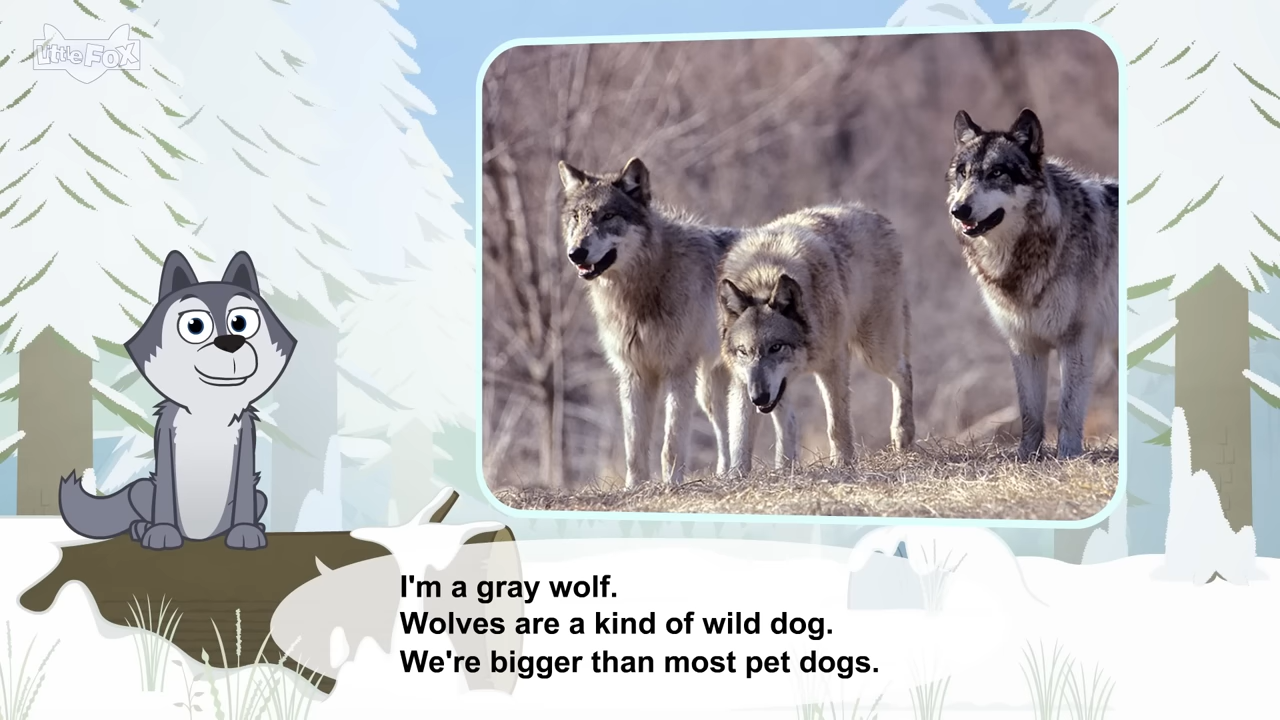 Little Fox
I'm a gray wolf.
Wolves are a kind of wild dog.
We're bigger than most pet dogs.